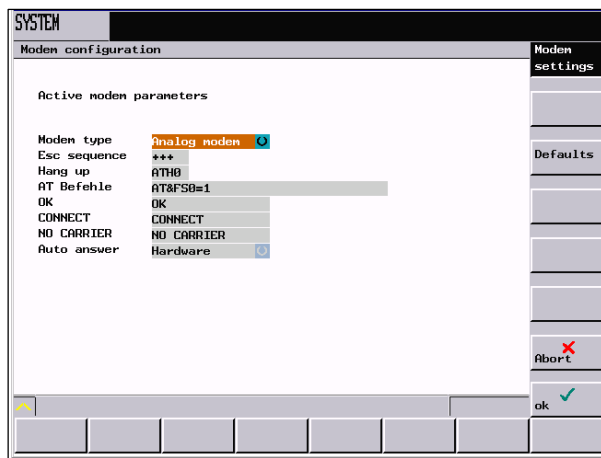 SYSTEM
Modem configuration
Modem
settings
Active modem parameters
Modem type Analog modem
Esc sequence +++
Hang up ATH0
AT Befehle AT&FS0=1
OK OK
CONNECT CONNECT
NO CARRIER NO CARRIER
Auto answer Hardware
Defaults
Abort
ok